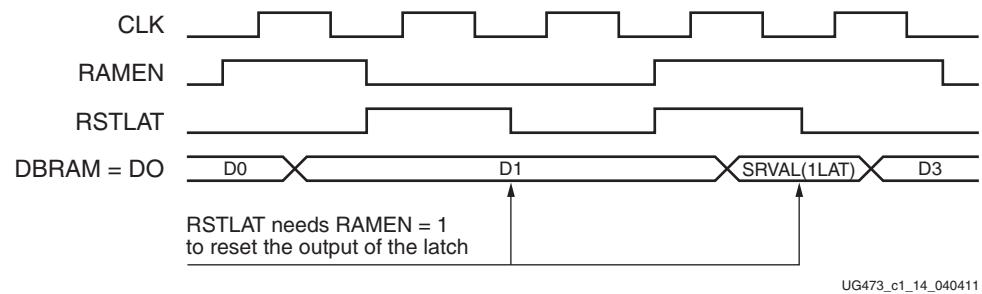 CLK
RAMEN
RSTLAT
DBRAM = DO
D0
D1
SRVAL(1LAT)
D3
RSTLAT needs RAMEN = 1
to reset the output of the latch
UG473_c1_14_040411